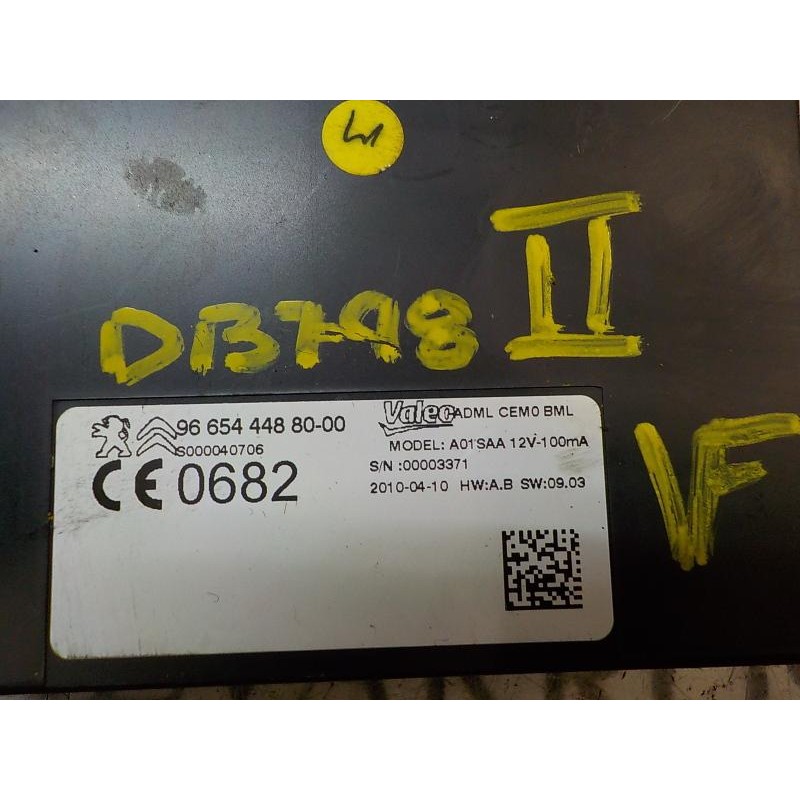 W
II
DB798
96 654 448 80-00
S000040706
CE 0682
Valeo ADML CEM0 BML
MODEL: A01SAA 12V-100mA
S/N :00003371
2010-04-10 HW:A.B SW:09.03
VF